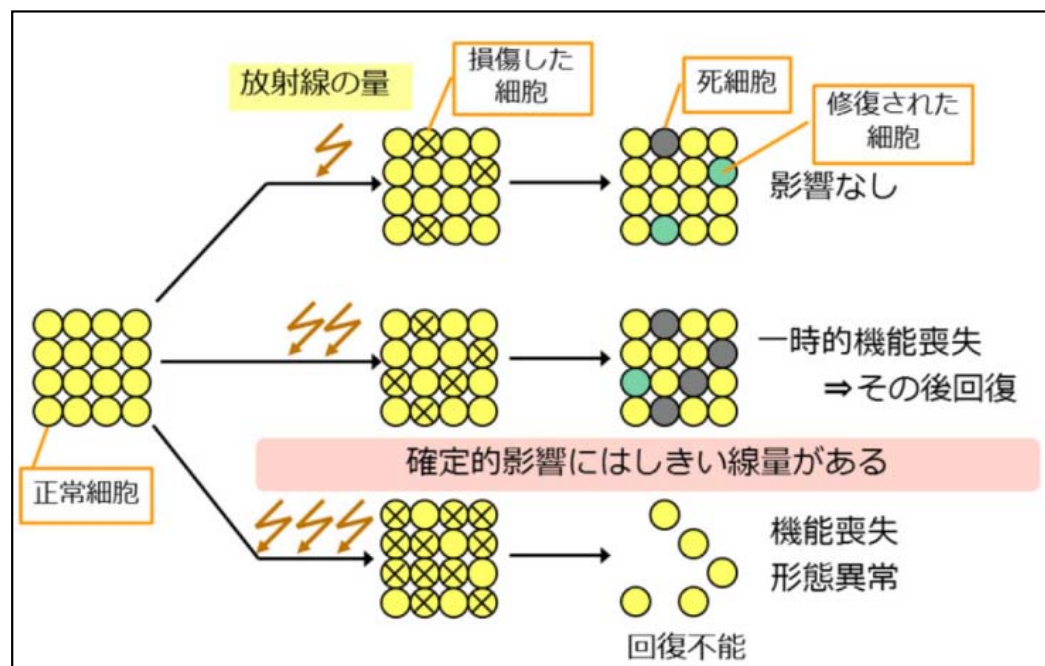 放射線の量
損傷した
細胞
死細胞
修復された
細胞
影響なし
一時的機能喪失
⇒その後回復
確定的影響にはしきい線量がある
正常細胞
機能喪失
形態異常
回復不能